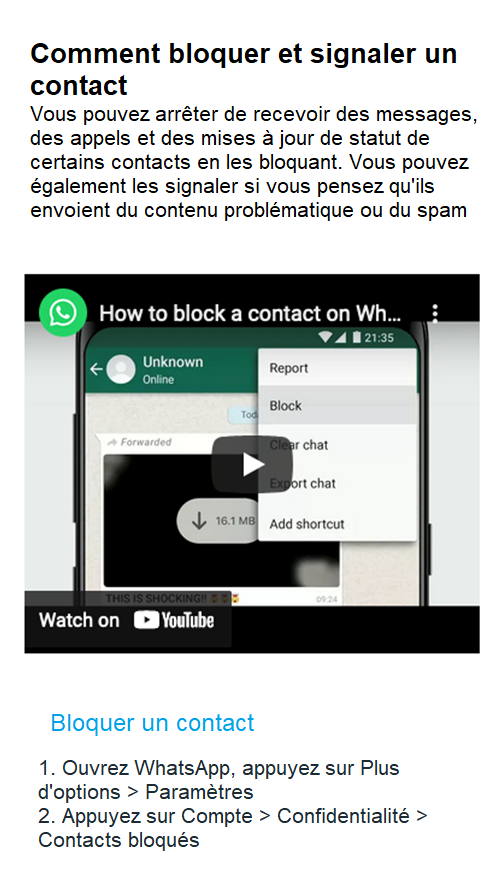 Comment bloquer et signaler un
contact
Vous pouvez arrêter de recevoir des messages,
des appels et des mises à jour de statut de
certains contacts en les bloquant. Vous pouvez
également les signaler si vous pensez qu'ils
envoient du contenu problématique ou du spam
How to block a contact on Wh...
21:35
Unknown
Online
Report
Block
Clear chat
Export chat
Add shortcut
Toda
Forwarded
16.1 MB
THIS IS SHOCKING!!
09:24
Watch on YouTube
Bloquer un contact
1. Ouvrez WhatsApp, appuyez sur Plus
d'options > Paramètres
2. Appuyez sur Compte > Confidentialité >
Contacts bloqués